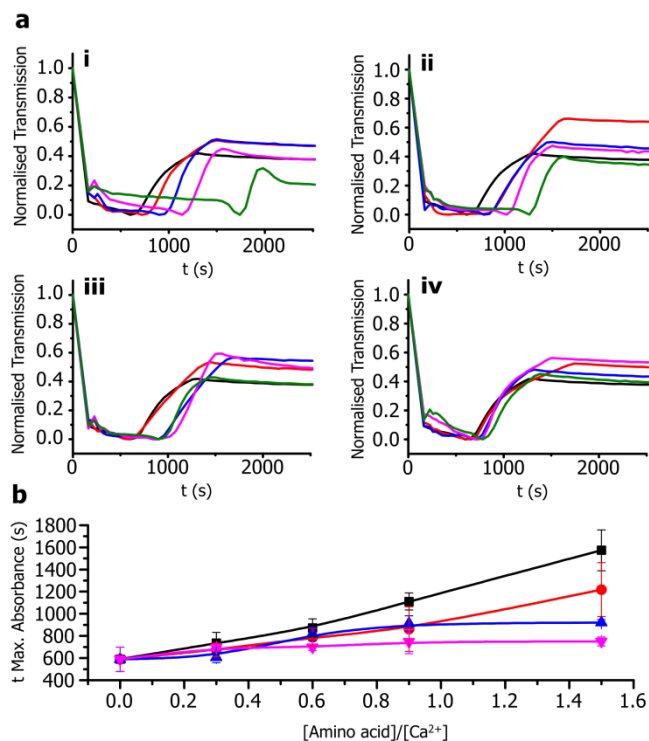 a
i
ii
Normalised Transmission
1.0
0.8
0.6
0.4
0.2
0.0
0 1000 2000
t (s)
Normalised Transmission
1.0
0.8
0.6
0.4
0.2
0.0
0 1000 2000
t (s)
iii
iv
Normalised Transmission
1.0
0.8
0.6
0.4
0.2
0.0
0 1000 2000
t (s)
Normalised Transmission
1.0
0.8
0.6
0.4
0.2
0.0
0 1000 2000
t (s)
b
t Max. Absorbance (s)
1800
1600
1400
1200
1000
800
600
400
0.0 0.2 0.4 0.6 0.8 1.0 1.2 1.4 1.6
[Amino acid]/[Ca²⁺]